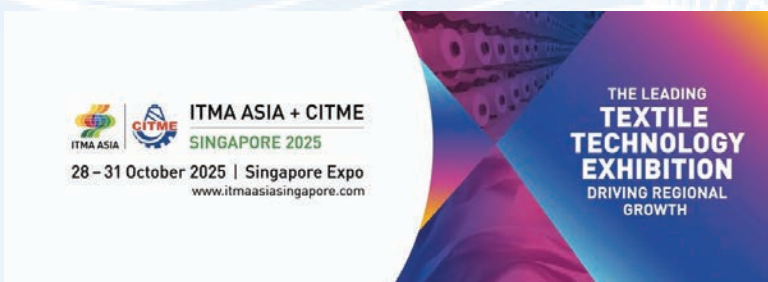 ITMA ASIA
CITME
ITMA ASIA + CITME
SINGAPORE 2025
28 – 31 October 2025 | Singapore Expo
www.itmaasiasingapore.com
THE LEADING
TEXTILE
TECHNOLOGY
EXHIBITION
DRIVING REGIONAL
GROWTH